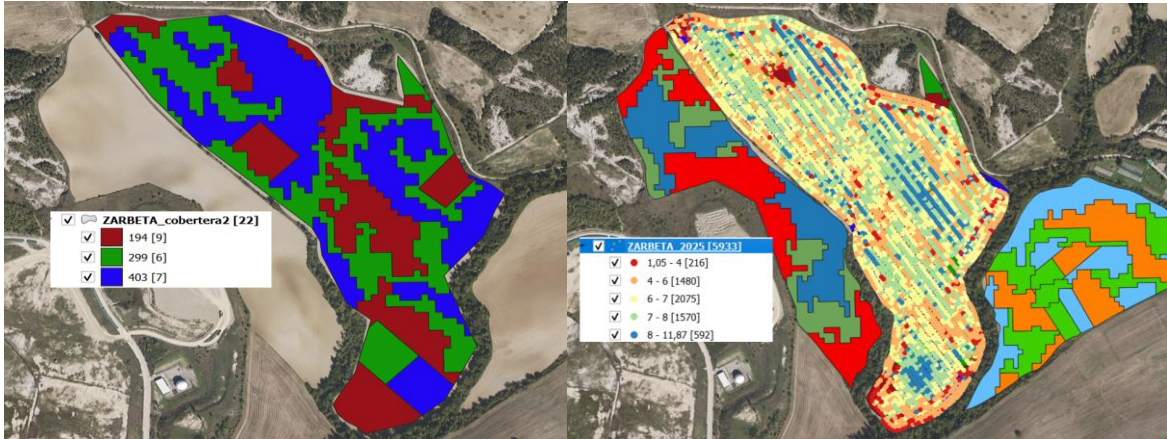 ZARBETA_cobertera2 [22]
194 [9]
299 [6]
403 [7]
ZARBETA_2025 [5933]
1,05 - 4 [216]
4 - 6 [1480]
6 - 7 [2075]
7 - 8 [1570]
8 - 11,87 [592]